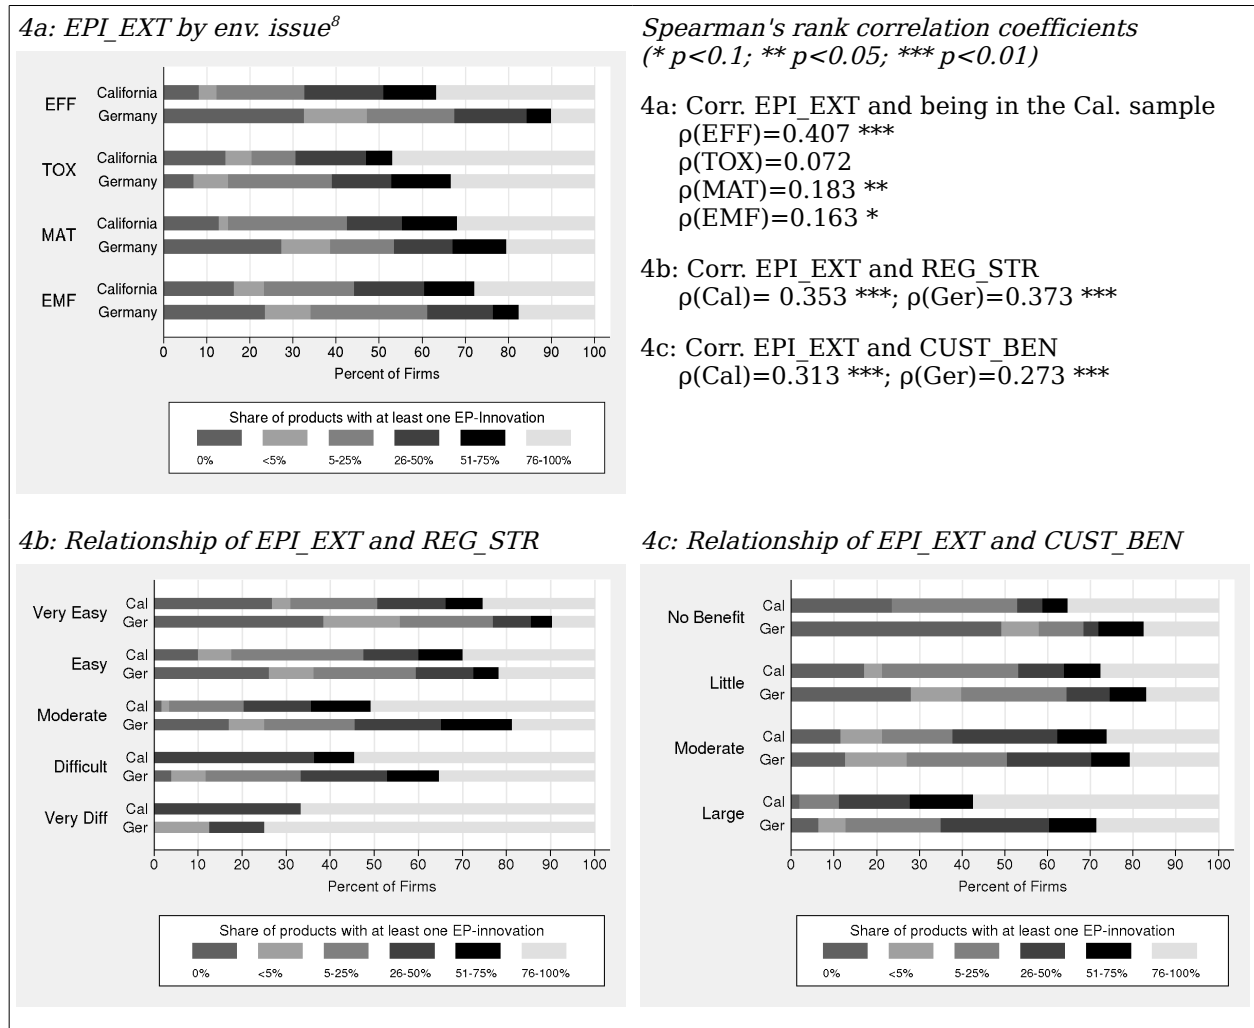 4a: EPI_EXT by env. issue8
EFF
California
Germany
TOX
California
Germany
MAT
California
Germany
EMF
California
Germany
0 10 20 30 40 50 60 70 80 90 100
Percent of Firms
Share of products with at least one EP-Innovation
0% <5% 5-25% 26-50% 51-75% 76-100%
Spearman's rank correlation coefficients
(* p<0.1; ** p<0.05; *** p<0.01)
4a: Corr. EPI_EXT and being in the Cal. sample
ρ(EFF)=0.407 ***
ρ(TOX)=0.072
ρ(MAT)=0.183 **
ρ(EMF)=0.163 *
4b: Corr. EPI_EXT and REG_STR
ρ(Cal)= 0.353 ***; ρ(Ger)=0.373 ***
4c: Corr. EPI_EXT and CUST_BEN
ρ(Cal)=0.313 ***; ρ(Ger)=0.273 ***
4b: Relationship of EPI_EXT and REG_STR
Very Easy
Cal
Ger
Easy
Cal
Ger
Moderate
Cal
Ger
Difficult
Cal
Ger
Very Diff
Cal
Ger
0 10 20 30 40 50 60 70 80 90 100
Percent of Firms
Share of products with at least one EP-innovation
0% <5% 5-25% 26-50% 51-75% 76-100%
4c: Relationship of EPI_EXT and CUST_BEN
No Benefit
Cal
Ger
Little
Cal
Ger
Moderate
Cal
Ger
Large
Cal
Ger
0 10 20 30 40 50 60 70 80 90 100
Percent of Firms
Share of products with at least one EP-innovation
0% <5% 5-25% 26-50% 51-75% 76-100%